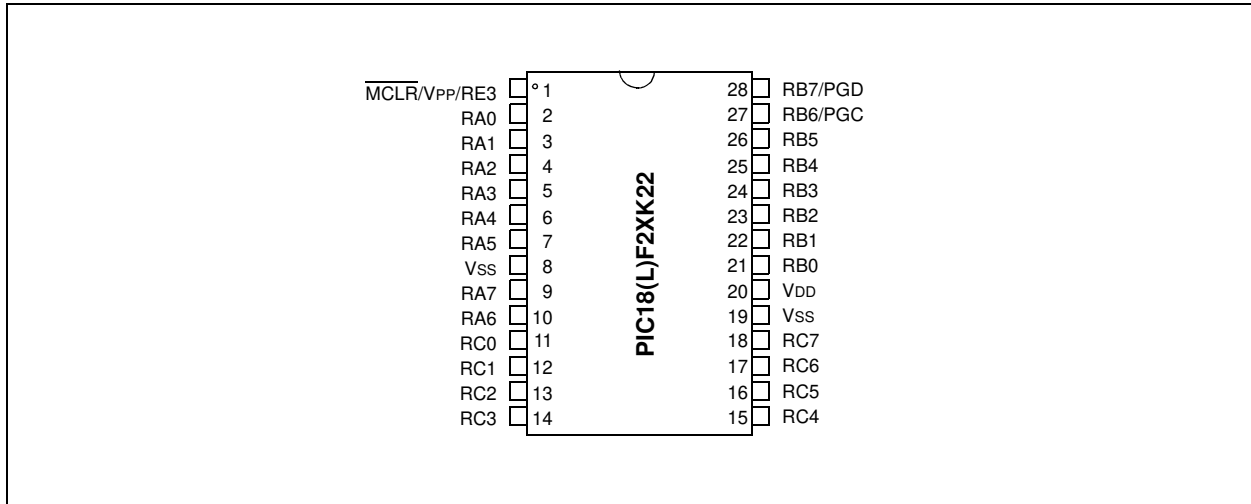 MCLR/VPP/RE3 1 28 RB7/PGD
RA0 2 27 RB6/PGC
RA1 3 26 RB5
RA2 4 25 RB4
RA3 5 24 RB3
RA4 6 23 RB2
RA5 7 22 RB1
VSS 8 21 RB0
RA7 9 20 VDD
RA6 10 19 VSS
RC0 11 18 RC7
RC1 12 17 RC6
RC2 13 16 RC5
RC3 14 15 RC4
PIC18(L)F2XK22